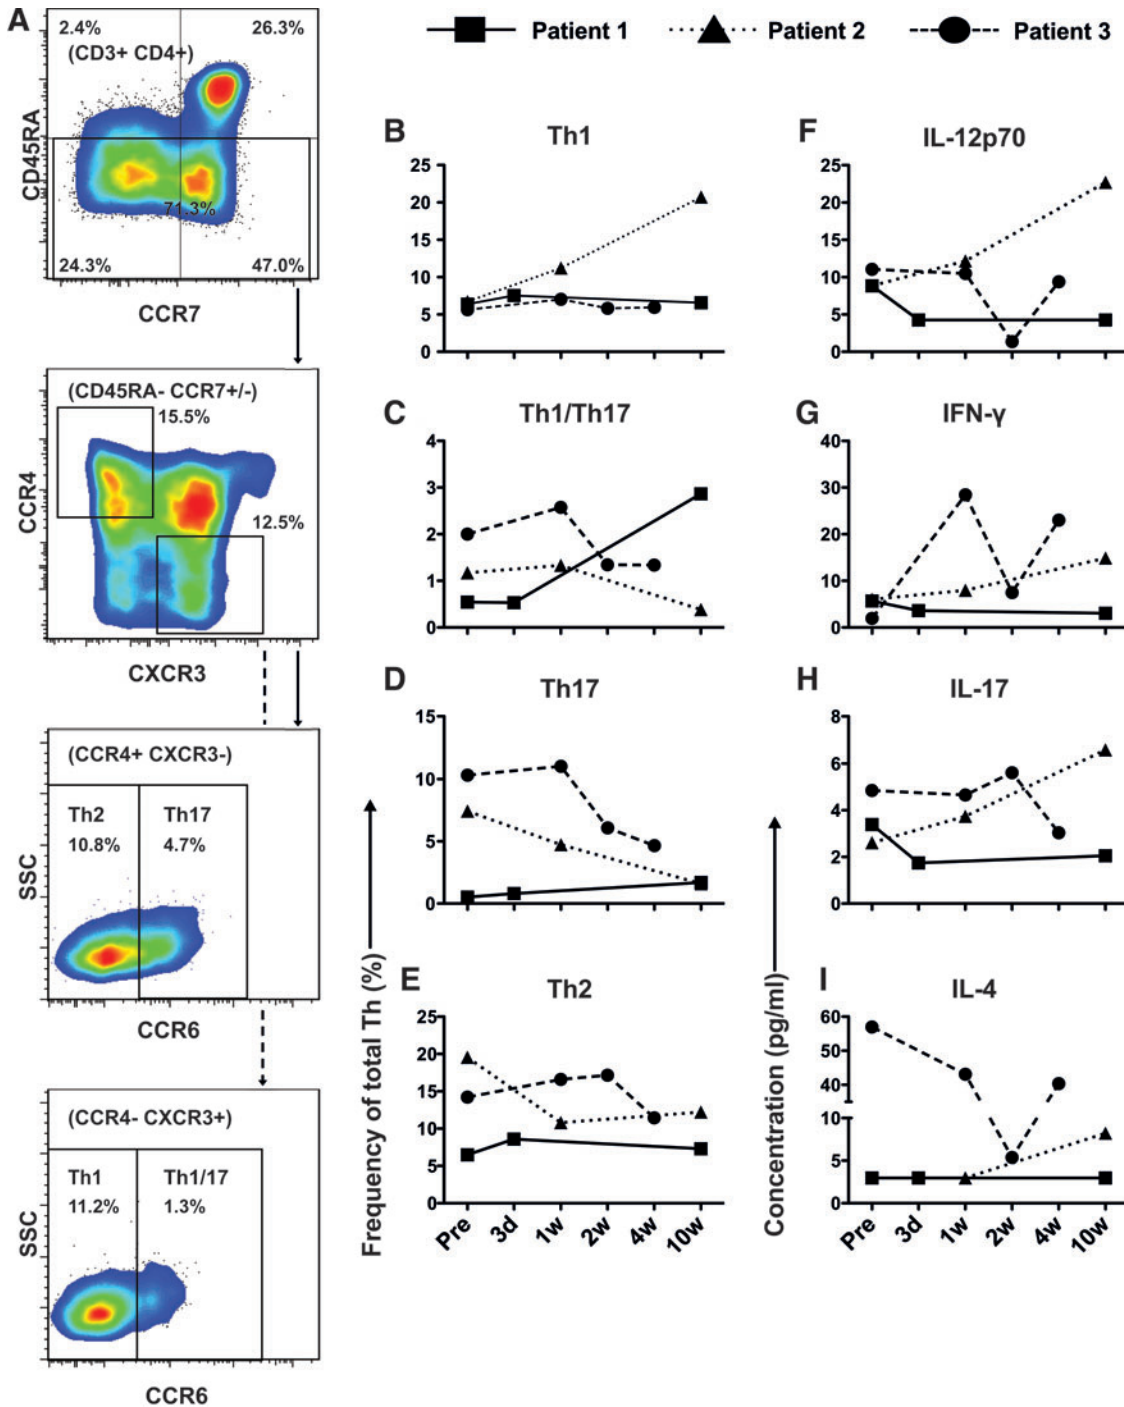 A
2.4%
26.3%
(CD3+ CD4+)
71.3%
24.3%
47.0%
CD45RA
CCR7
(CD45RA- CCR7+/-)
15.5%
12.5%
CCR4
CXCR3
(CCR4+ CXCR3-)
Th2
10.8%
Th17
4.7%
SSC
CCR6
(CCR4- CXCR3+)
Th1
11.2%
Th1/17
1.3%
SSC
CCR6
Patient 1
Patient 2
Patient 3
B
Th1
25
20
15
10
5
0
C
Th1/Th17
4
3
2
1
0
D
Th17
15
10
5
0
E
Th2
25
20
15
10
5
0
Pre
3d
1w
2w
4w
10w
Frequency of total Th (%)
F
IL-12p70
25
20
15
10
5
0
G
IFN-γ
40
30
20
10
0
H
IL-17
8
6
4
2
0
I
IL-4
60
50
40
10
5
0
Pre
3d
1w
2w
4w
10w
Concentration (pg/ml)